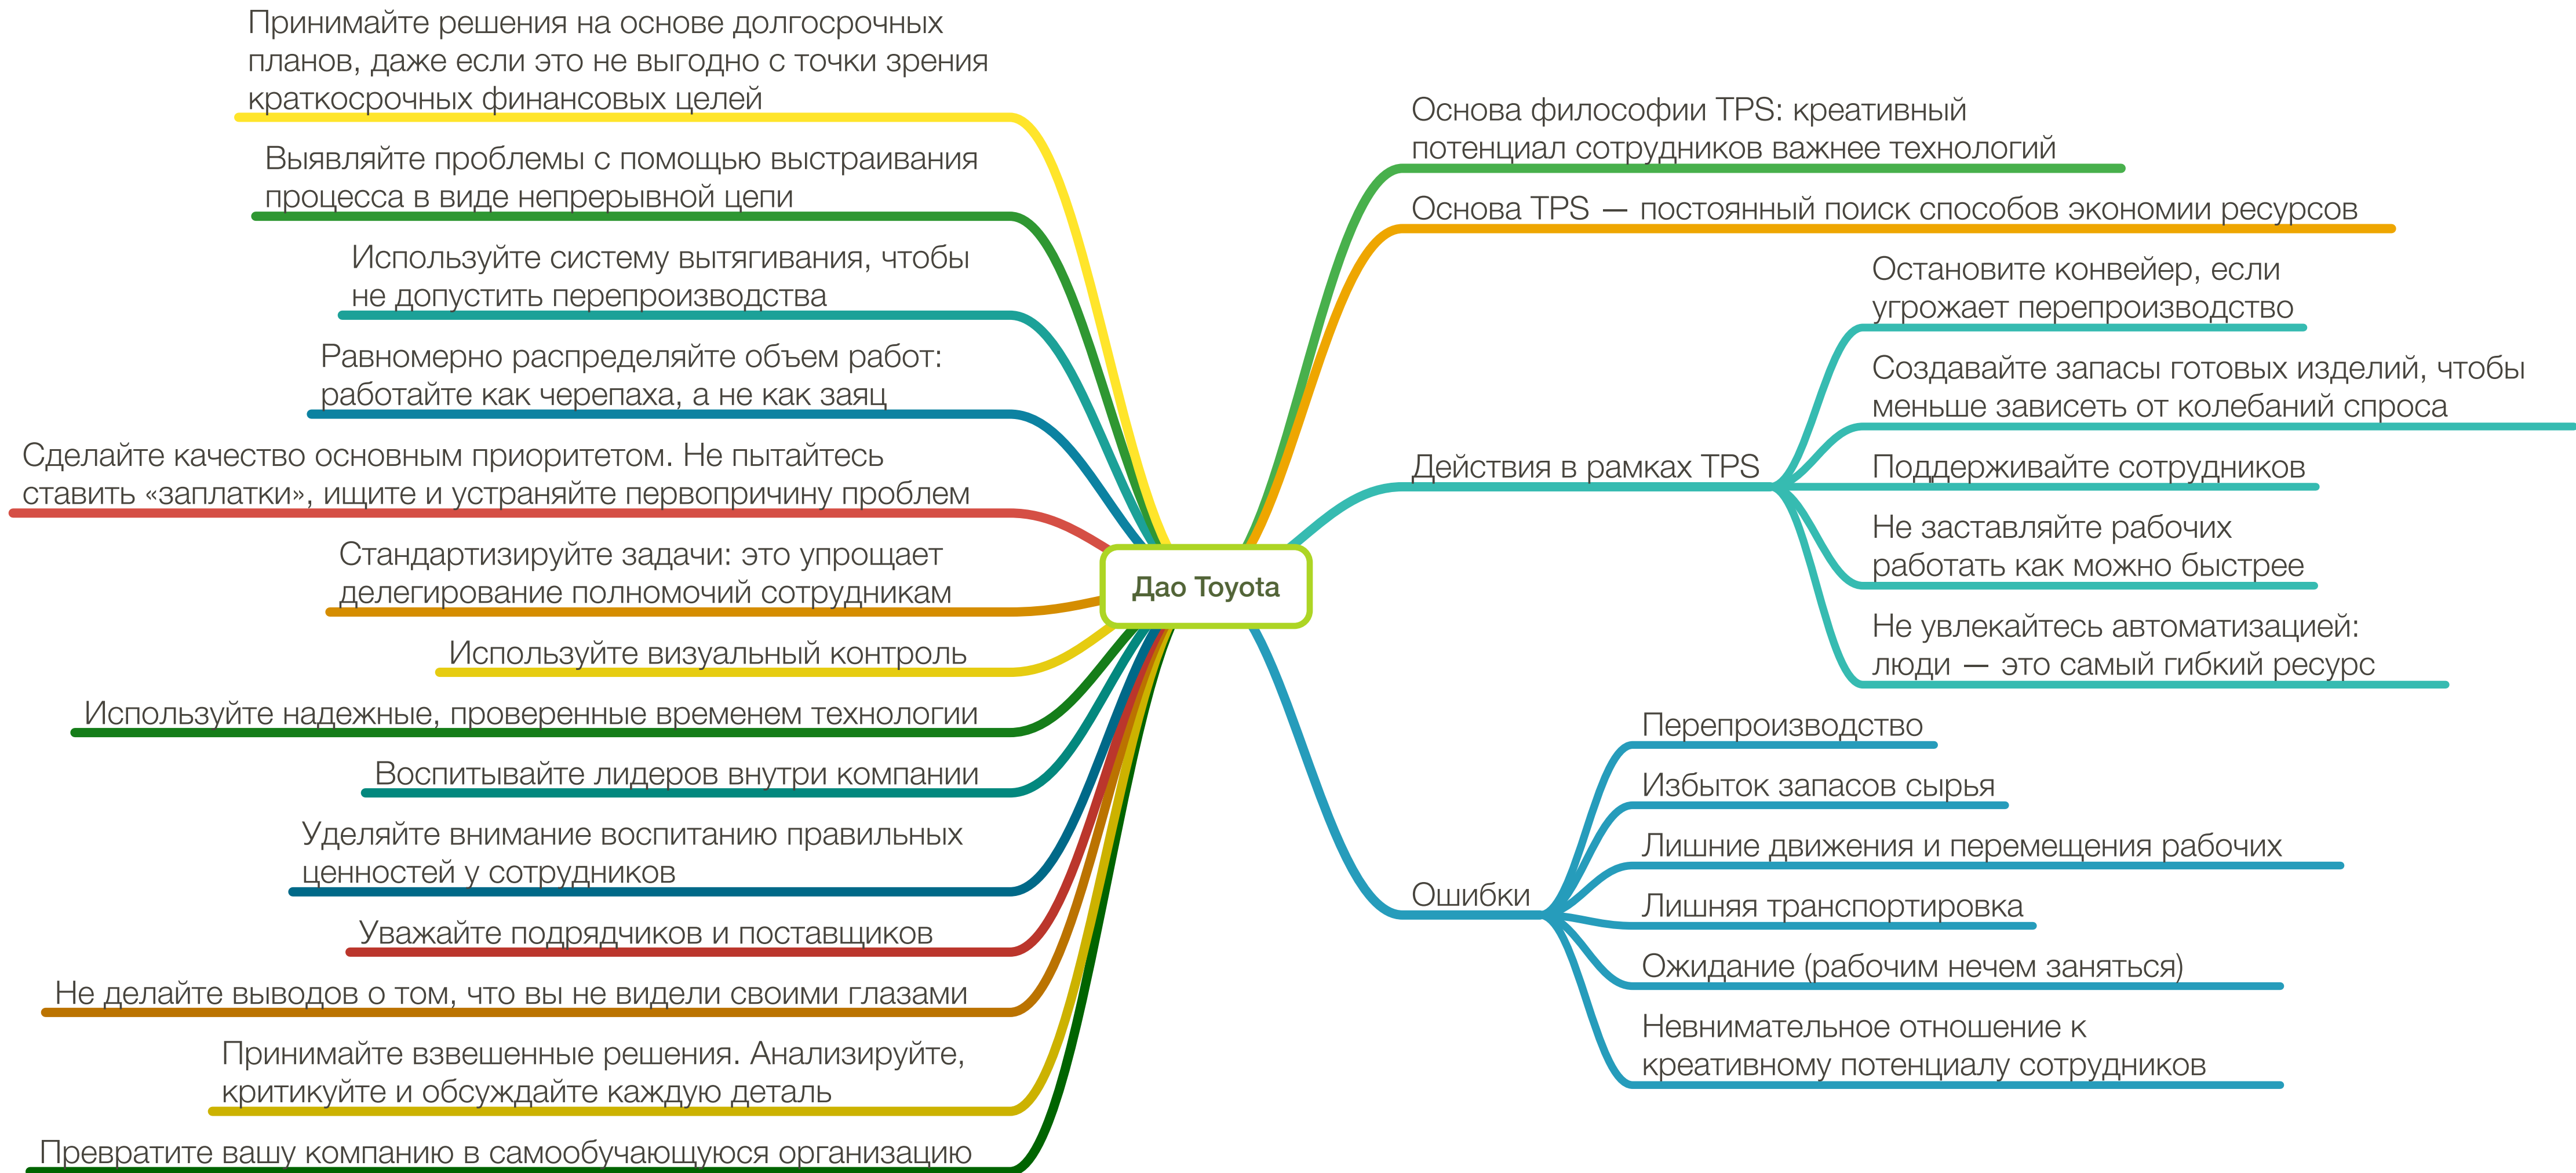 Принимайте решения на основе долгосрочных
планов, даже если это не выгодно с точки зрения
краткосрочных финансовых целей
Выявляйте проблемы с помощью выстраивания
процесса в виде непрерывной цепи
Используйте систему вытягивания, чтобы
не допустить перепроизводства
Равномерно распределяйте объем работ:
работайте как черепаха, а не как заяц
Сделайте качество основным приоритетом. Не пытайтесь
ставить «заплатки», ищите и устраняйте первопричину проблем
Стандартизируйте задачи: это упрощает
делегирование полномочий сотрудникам
Используйте визуальный контроль
Используйте надежные, проверенные временем технологии
Воспитывайте лидеров внутри компании
Уделяйте внимание воспитанию правильных
ценностей у сотрудников
Уважайте подрядчиков и поставщиков
Не делайте выводов о том, что вы не видели своими глазами
Принимайте взвешенные решения. Анализируйте,
критикуйте и обсуждайте каждую деталь
Превратите вашу компанию в самообучающуюся организацию
Дао Toyota
Основа философии TPS: креативный
потенциал сотрудников важнее технологий
Основа TPS — постоянный поиск способов экономии ресурсов
Действия в рамках TPS
Остановите конвейер, если
угрожает перепроизводство
Создавайте запасы готовых изделий, чтобы
меньше зависеть от колебаний спроса
Поддерживайте сотрудников
Не заставляйте рабочих
работать как можно быстрее
Не увлекайтесь автоматизацией:
люди — это самый гибкий ресурс
Ошибки
Перепроизводство
Избыток запасов сырья
Лишние движения и перемещения рабочих
Лишняя транспортировка
Ожидание (рабочим нечем заняться)
Невнимательное отношение к
креативному потенциалу сотрудников